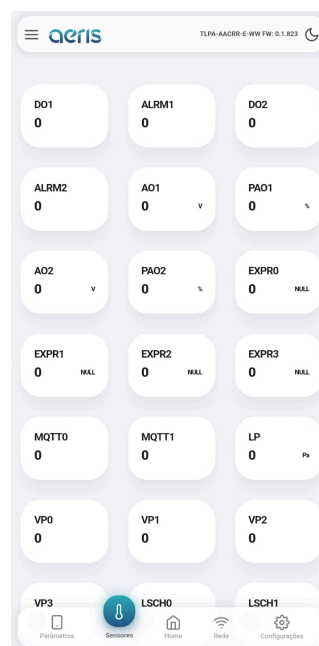 aeris
TLPA-AACRR-E-WW FW: 0.1.823
DO1 ALRM1 DO2
0 0 0
ALRM2 AO1 PAO1
0 0 V 0 %
AO2 PAO2 EXPR0
0 V 0 % 0 NULL
EXPR1 EXPR2 EXPR3
0 NULL 0 NULL 0 NULL
MQTT0 MQTT1 LP
0 0 0 Pa
VP0 VP1 VP2
0 0 0
VP3 LSCH0 LSCH1
Parâmetros Sensores Home Rede Configurações